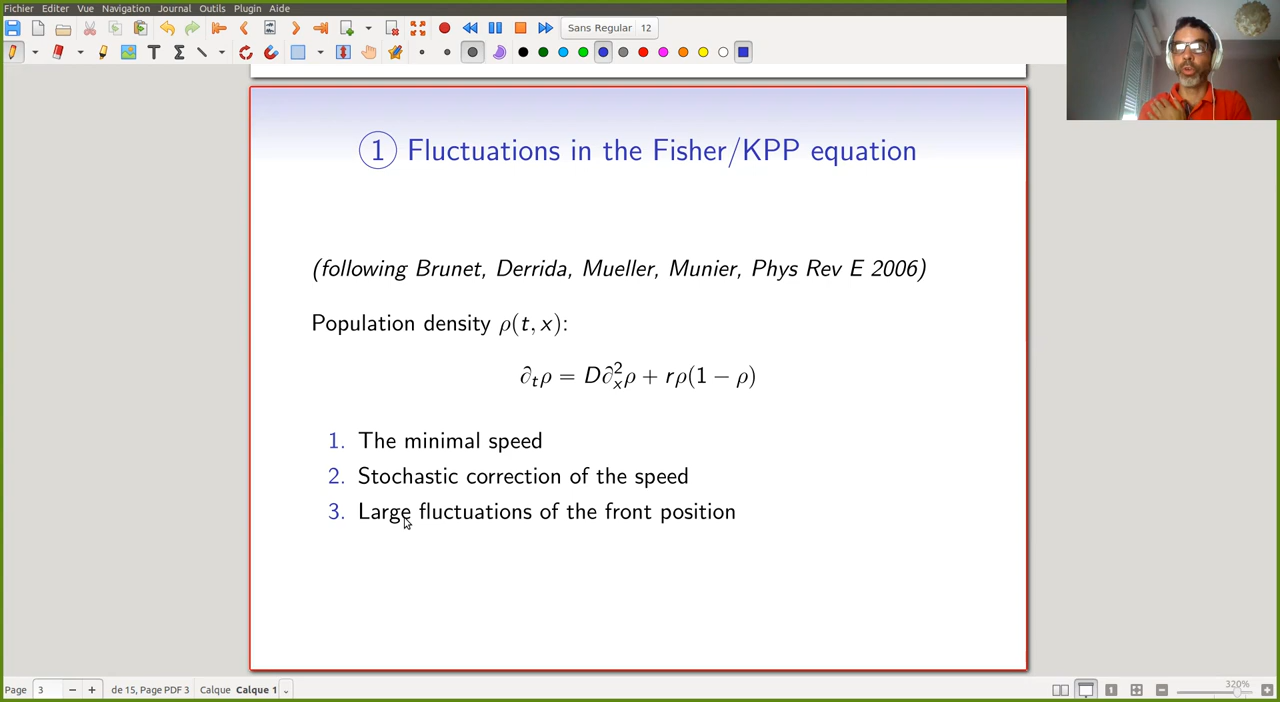 Fichier Editer Vue Navigation Journal Outils Plugin Aide
Sans Regular 12
1 Fluctuations in the Fisher/KPP equation
(following Brunet, Derrida, Mueller, Munier, Phys Rev E 2006)
Population density ρ(t, x):
∂ₜρ = D∂ₓ²ρ + rρ(1 − ρ)
1. The minimal speed
2. Stochastic correction of the speed
3. Large fluctuations of the front position
Page 3 − + de 15, Page PDF 3 Calque Calque 1 320%